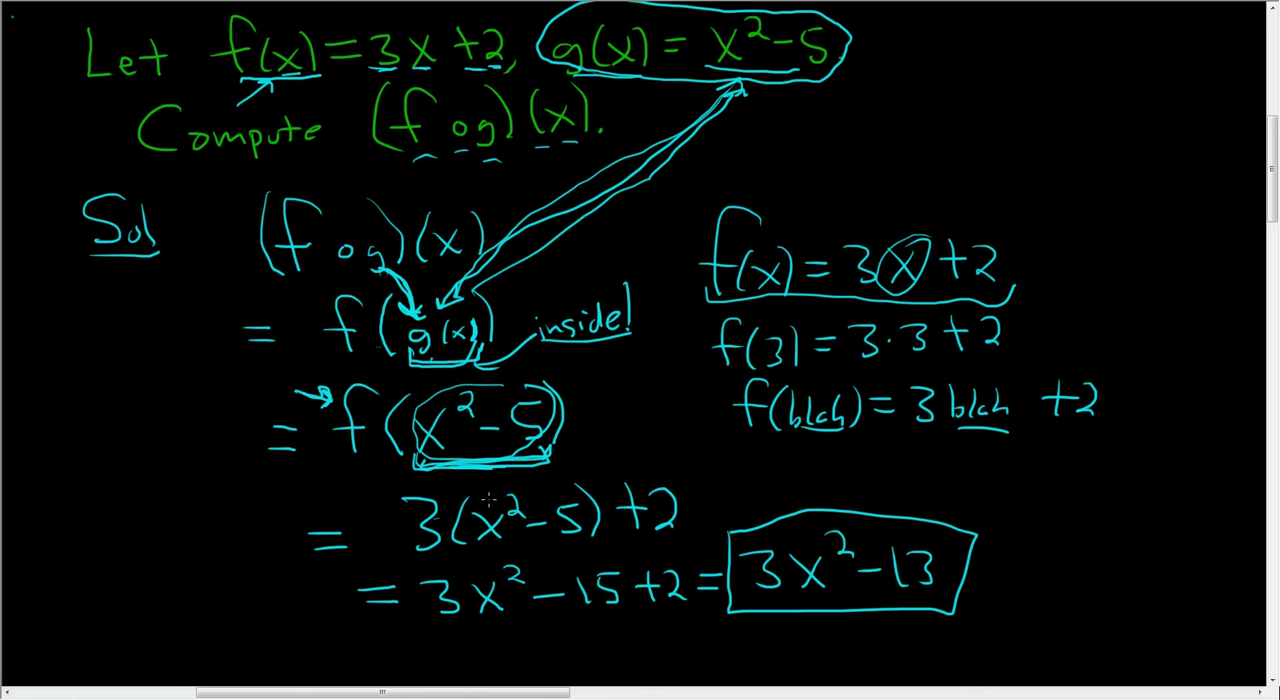 Let f(x) = 3x + 2, g(x) = x² - 5
Compute (f o g)(x).
Sol
(f o g)(x)
= f(g(x))
inside!
= f(x² - 5)
= 3(x² - 5) + 2
= 3x² - 15 + 2 = 3x² - 13
f(x) = 3x + 2
f(3) = 3·3 + 2
f(blah) = 3 blah + 2